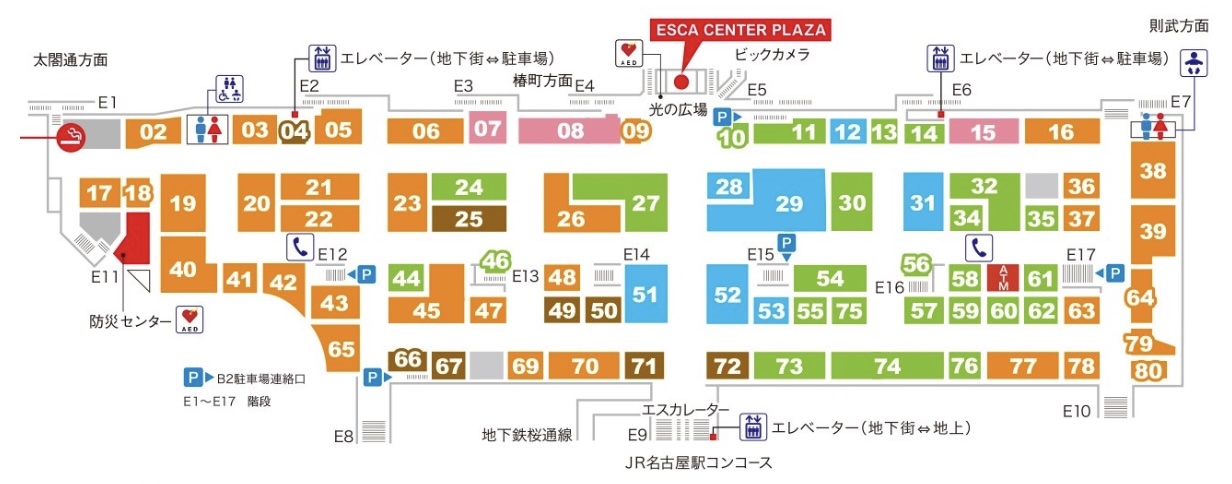 ESCA CENTER PLAZA
則武方面
太閤通方面
エレベーター(地下街⇔駐車場)
AED
ビックカメラ
エレベーター(地下街⇔駐車場)
椿町方面
E1
E2
E3
E4
光の広場
E5
E6
E7
02
03
04
05
06
07
08
09
P
10
11
12
13
14
15
16
17
18
19
20
21
22
23
24
25
26
27
28
29
30
31
32
34
35
36
37
38
39
E11
40
41
42
E12
P
43
44
45
46
E13
47
48
49
50
E14
51
52
E15
P
53
54
55
75
56
E16
57
58
59
ATM
60
61
62
E17
P
63
64
防災センター
AED
65
66
67
69
70
71
72
73
74
76
77
78
79
80
P
B2駐車場連絡口
P
E1〜E17 階段
E8
地下鉄桜通線
エスカレーター
E9
エレベーター(地下街⇔地上)
E10
JR名古屋駅コンコース